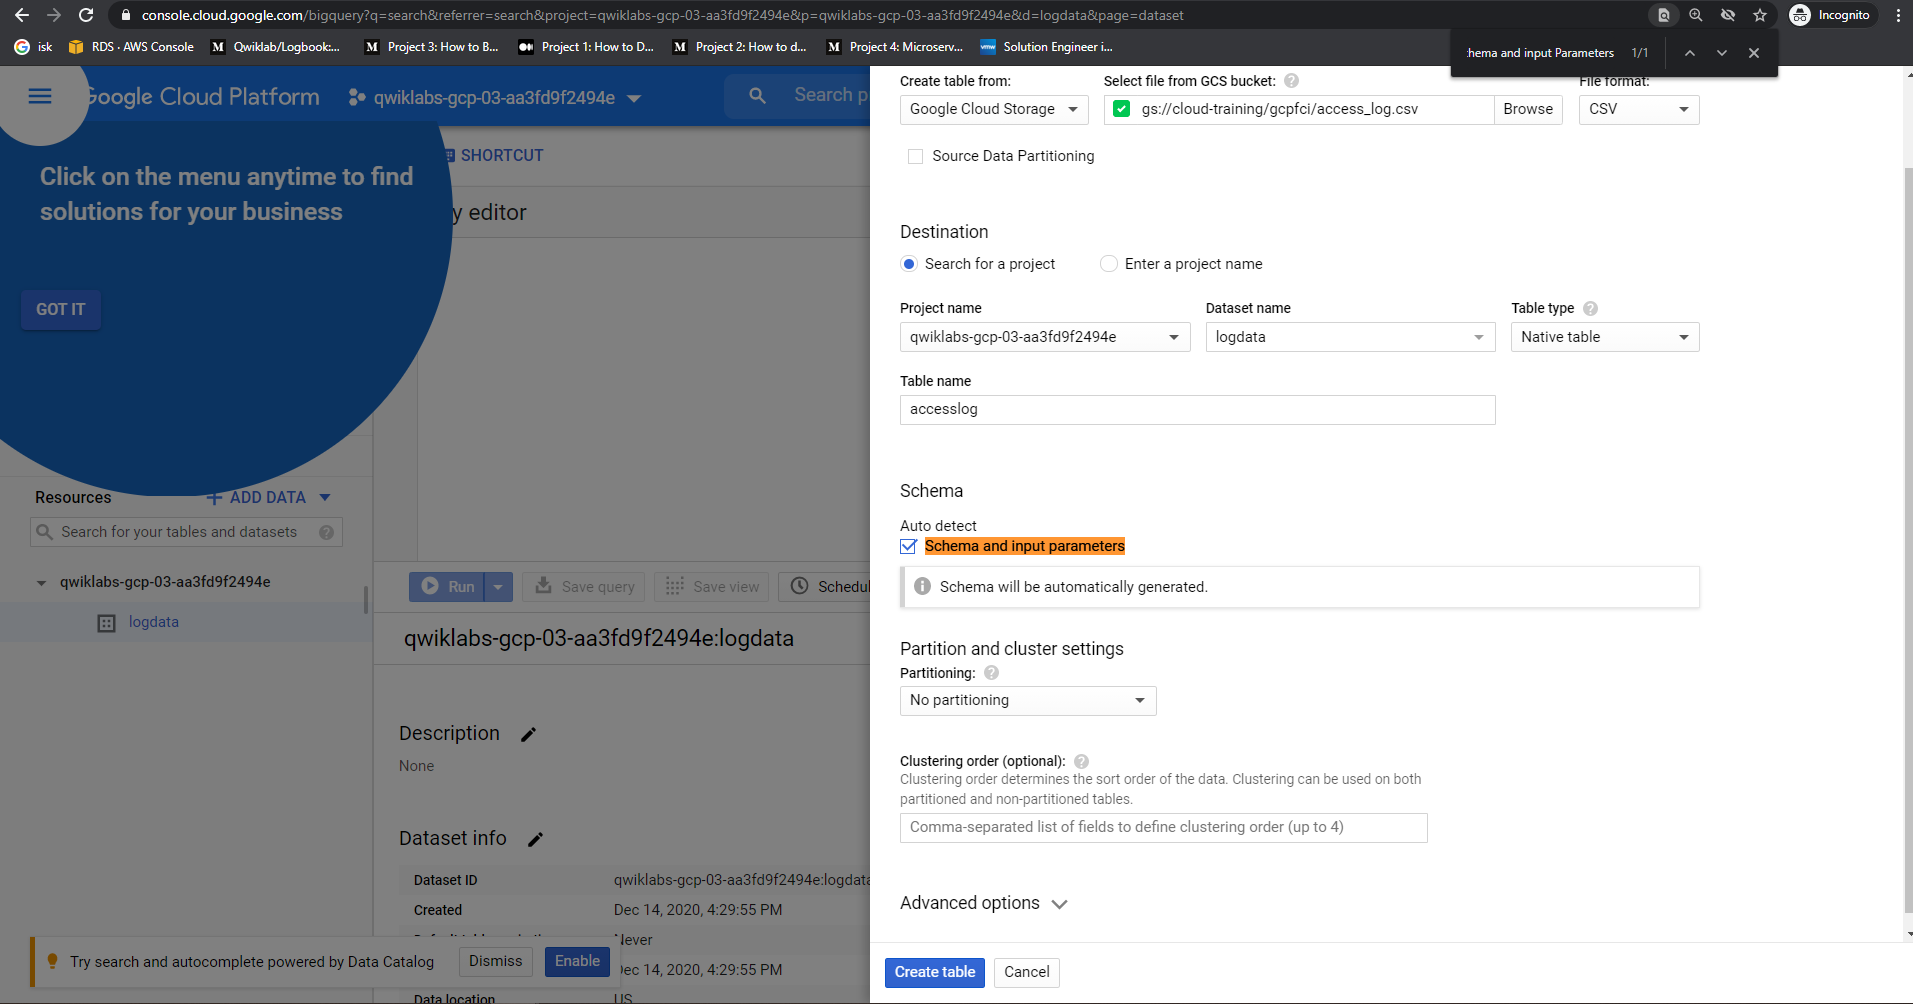 console.cloud.google.com/bigquery?q=search&referrer=search&project=qwiklabs-gcp-03-aa3fd9f2494e&p=qwiklabs-gcp-03-aa3fd9f2494e&d=logdata&page=dataset
Incognito
isk
RDS · AWS Console
Qwiklab/Logbook:...
Project 3: How to B...
Project 1: How to D...
Project 2: How to d...
Project 4: Microserv...
Solution Engineer i...
hema and input Parameters 1/1
Google Cloud Platform
qwiklabs-gcp-03-aa3fd9f2494e
Search p
Click on the menu anytime to find
solutions for your business
GOT IT
SHORTCUT
y editor
Resources
ADD DATA
Search for your tables and datasets
qwiklabs-gcp-03-aa3fd9f2494e
logdata
Run
Save query
Save view
Schedul
qwiklabs-gcp-03-aa3fd9f2494e:logdata
Description
None
Dataset info
Dataset ID qwiklabs-gcp-03-aa3fd9f2494e:logdata
Created Dec 14, 2020, 4:29:55 PM
Never
Dec 14, 2020, 4:29:55 PM
Data location US
Try search and autocomplete powered by Data Catalog
Dismiss
Enable
Create table from:
Select file from GCS bucket:
File format:
Google Cloud Storage
gs://cloud-training/gcpfci/access_log.csv
Browse
CSV
Source Data Partitioning
Destination
Search for a project
Enter a project name
Project name
Dataset name
Table type
qwiklabs-gcp-03-aa3fd9f2494e
logdata
Native table
Table name
accesslog
Schema
Auto detect
Schema and input parameters
Schema will be automatically generated.
Partition and cluster settings
Partitioning:
No partitioning
Clustering order (optional):
Clustering order determines the sort order of the data. Clustering can be used on both
partitioned and non-partitioned tables.
Comma-separated list of fields to define clustering order (up to 4)
Advanced options
Create table
Cancel